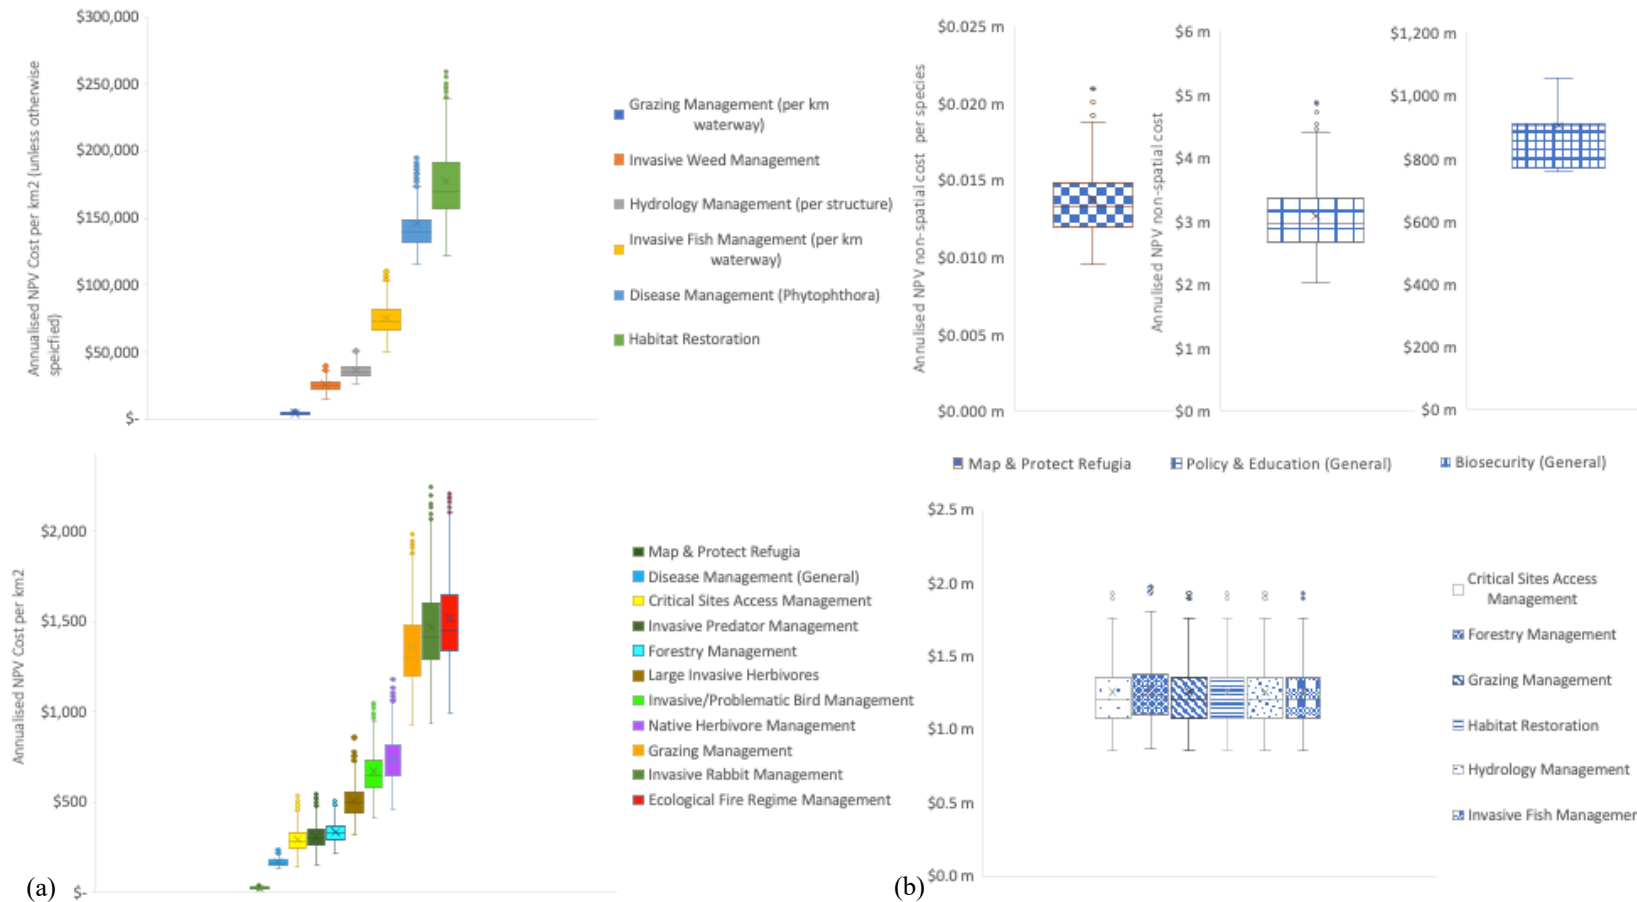 $300,000
$250,000
$200,000
$150,000
$100,000
$50,000
$-
Annualised NPV Cost per km2 (unless otherwise
speicfied)
Grazing Management (per km
waterway)
Invasive Weed Management
Hydrology Management (per structure)
Invasive Fish Management (per km
waterway)
Disease Management (Phytophthora)
Habitat Restoration
$0.025 m
$0.020 m
$0.015 m
$0.010 m
$0.005 m
$0.000 m
Annulised NPV non-spatial cost per species
$6 m
$5 m
$4 m
$3 m
$2 m
$1 m
$0 m
Annulised NPV non-spatial cost
$1,200 m
$1,000 m
$800 m
$600 m
$400 m
$200 m
$0 m
Map & Protect Refugia
Policy & Education (General)
Biosecurity (General)
$2,000
$1,500
$1,000
$500
$-
Annualised NPV Cost per km2
Map & Protect Refugia
Disease Management (General)
Critical Sites Access Management
Invasive Predator Management
Forestry Management
Large Invasive Herbivores
Invasive/Problematic Bird Management
Native Herbivore Management
Grazing Management
Invasive Rabbit Management
Ecological Fire Regime Management
(a)
$2.5 m
$2.0 m
$1.5 m
$1.0 m
$0.5 m
$0.0 m
Critical Sites Access
Management
Forestry Management
Grazing Management
Habitat Restoration
Hydrology Management
Invasive Fish Managemer
(b)